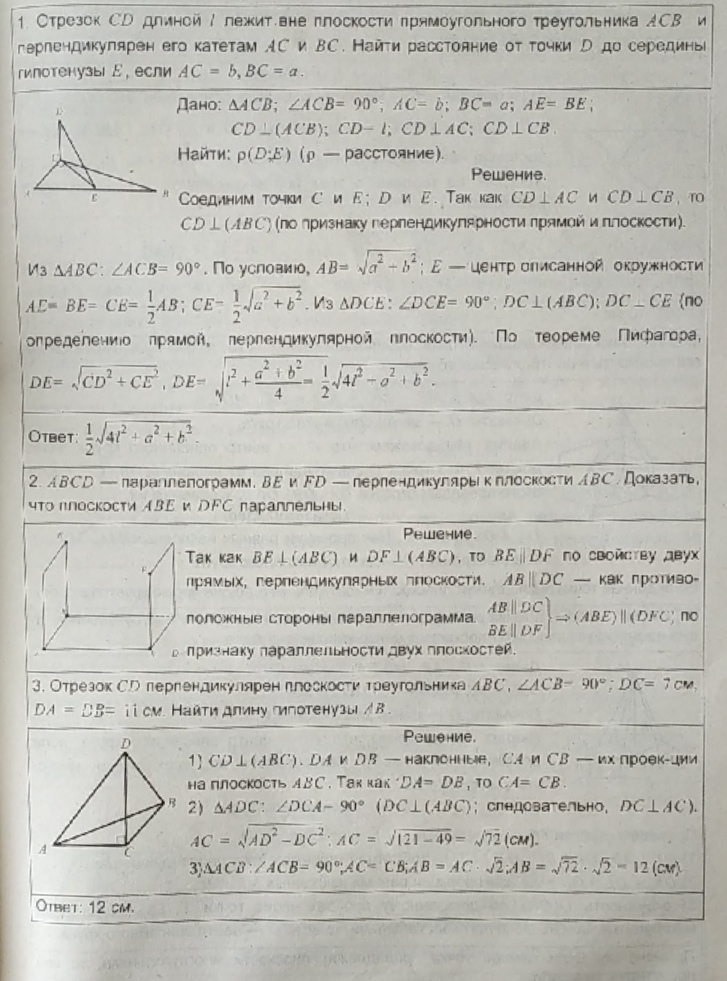 1. Отрезок CD длиной l лежит вне плоскости прямоугольного треугольника ACB и
перпендикулярен его катетам AC и BC. Найти расстояние от точки D до середины
гипотенузы E, если AC = b, BC = a.
Дано: ΔACB; ∠ACB= 90°; AC= b; BC= a; AE= BE;
CD⊥(ACB); CD= l; CD⊥AC; CD⊥CB.
Найти: ρ(D;E) (ρ — расстояние).
Решение.
Соединим точки C и E; D и E. Так как CD⊥AC и CD⊥CB, то
CD⊥(ABC) (по признаку перпендикулярности прямой и плоскости).
E
B
Из ΔABC: ∠ACB= 90°. По условию, AB= √(a² + b²); E — центр описанной окружности
AE= BE= CE= 1/2 AB; CE= 1/2 √(a² + b²). Из ΔDCE: ∠DCE= 90°; DC⊥(ABC); DC⊥CE (по
определению прямой, перпендикулярной плоскости). По теореме Пифагора,
DE= √(CD² + CE²), DE= √(l² + (a² + b²)/4) = 1/2 √(4l² + a² + b²).
Ответ: 1/2 √(4l² + a² + b²).
2. ABCD — параллелограмм. BE и FD — перпендикуляры к плоскости ABC. Доказать,
что плоскости ABE и DFC параллельны.
Решение.
Так как BE⊥(ABC) и DF⊥(ABC), то BE∥DF по свойству двух
прямых, перпендикулярных плоскости. AB∥DC — как противо-
положные стороны параллелограмма. AB∥DC BE∥DF } ⇒ (ABE)∥(DFC) по
D
признаку параллельности двух плоскостей.
3. Отрезок CD перпендикулярен плоскости треугольника ABC, ∠ACB= 90°; DC= 7 см,
DA = DB= 11 см. Найти длину гипотенузы AB.
Решение.
D
1) CD⊥(ABC). DA и DB — наклонные, CA и CB — их проек-ции
на плоскость ABC. Так как DA= DB, то CA= CB.
B
2) ΔADC: ∠DCA= 90° (DC⊥(ABC); следовательно, DC⊥AC).
A
C
AC = √(AD² − DC²); AC = √(121−49) = √72 (см).
3)ΔACB:∠ACB= 90°;AC= CB;AB = AC · √2;AB = √72 · √2 = 12 (см).
Ответ: 12 см.